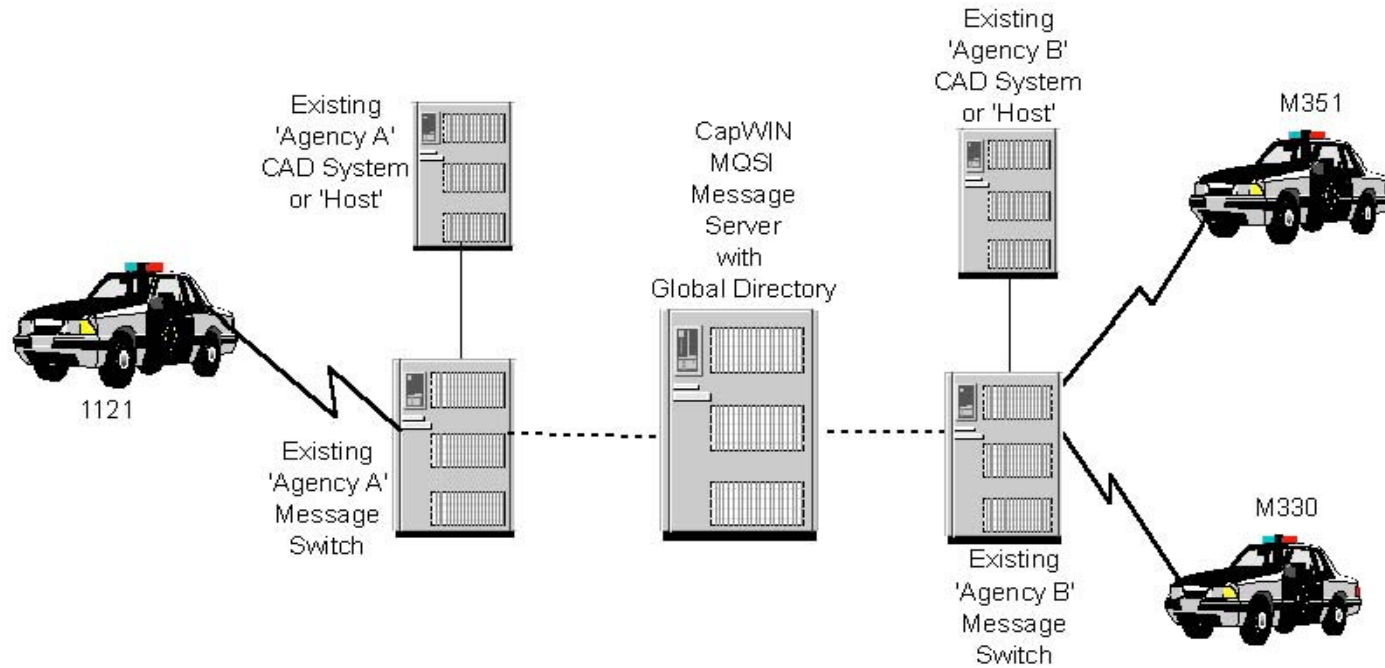 Existing
'Agency A'
CAD System
or 'Host'
CapWIN
MQSI
Message
Server
with
Global Directory
Existing
'Agency B'
CAD System
or 'Host'
M351
1121
Existing
'Agency A'
Message
Switch
Existing
'Agency B'
Message
Switch
M330